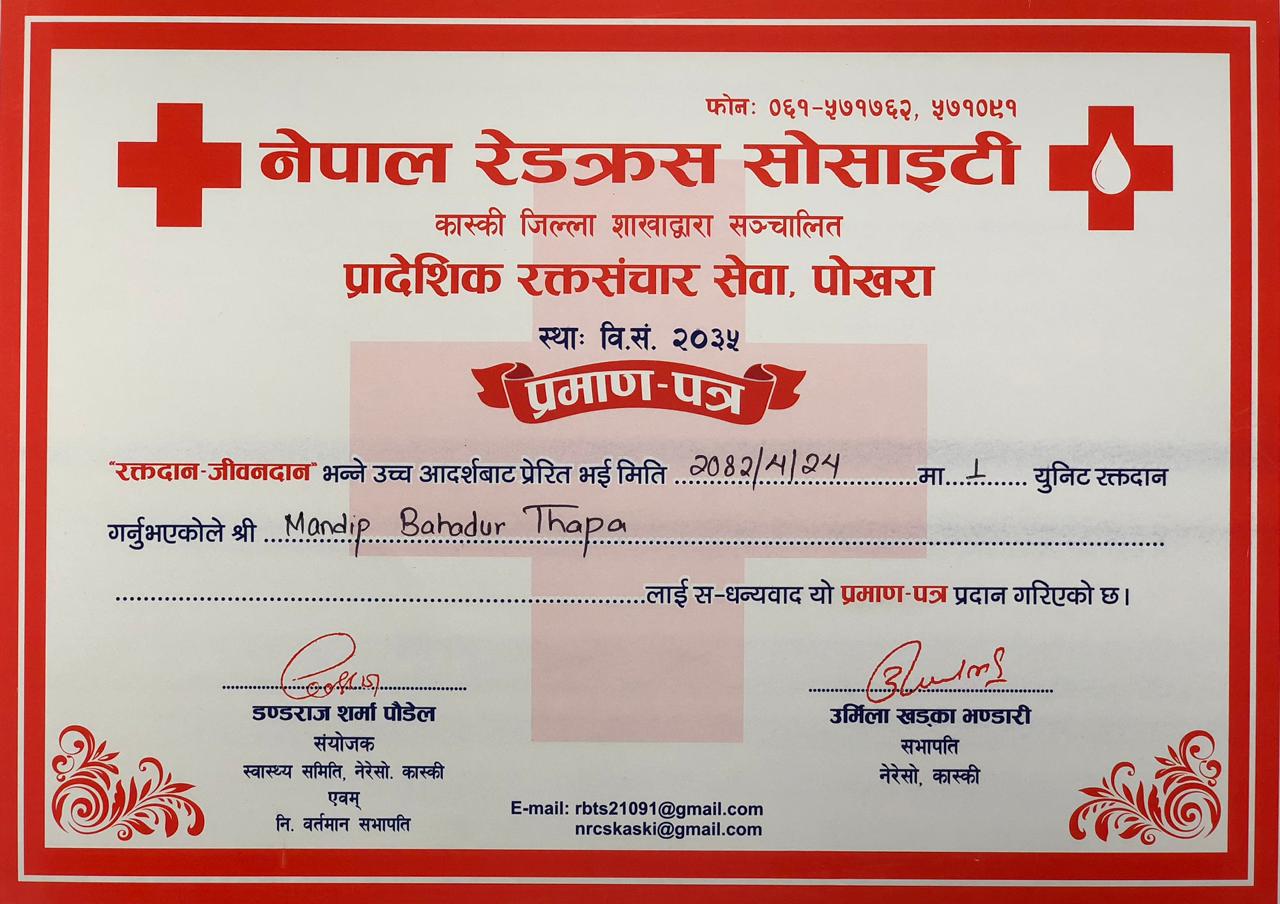 फोन: ०६१-५७१७६२, ५७१०९१
नेपाल रेडक्रस सोसाइटी
कास्की जिल्ला शाखाद्वारा सञ्चालित
प्रादेशिक रक्तसंचार सेवा, पोखरा
स्थाः वि.सं. २०३५
प्रमाण-पत्र
"रक्तदान-जीवनदान" भन्ने उच्च आदर्शबाट प्रेरित भई मिति 2082/4/24 मा 1 युनिट रक्तदान
गर्नुभएकोले श्री Mandip Bahadur Thapa
लाई स-धन्यवाद यो प्रमाण-पत्र प्रदान गरिएको छ।
डण्डराज शर्मा पौडेल
संयोजक
स्वास्थ्य समिति, नेरेसो. कास्की
एवम्
नि. वर्तमान सभापति
उर्मिला खड्का भण्डारी
सभापति
नेरेसो, कास्की
E-mail: rbts21091@gmail.com
nrcskaski@gmail.com